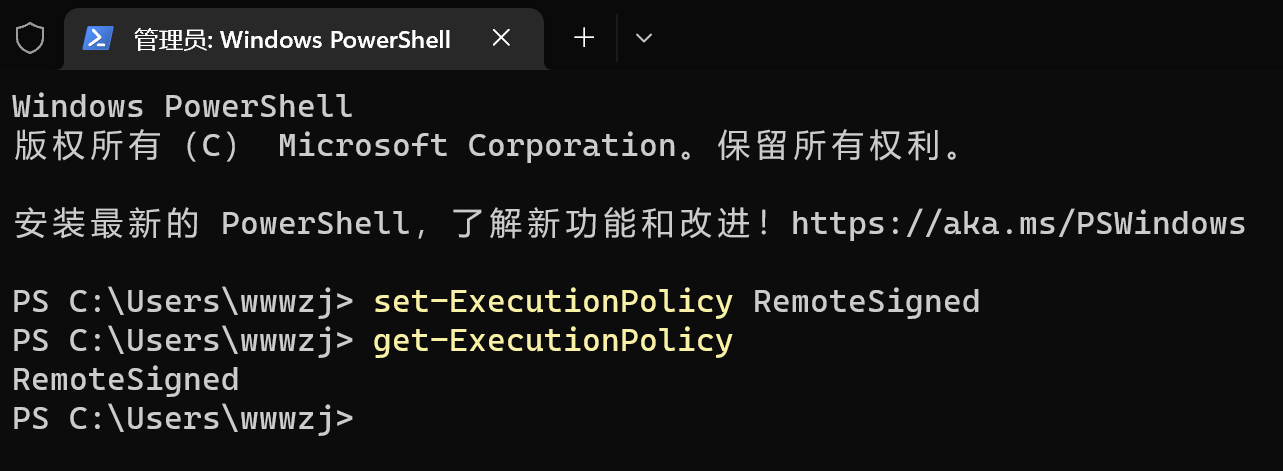 管理员: Windows PowerShell
Windows PowerShell
版权所有（C） Microsoft Corporation。保留所有权利。
安装最新的 PowerShell，了解新功能和改进！https://aka.ms/PSWindows
PS C:\Users\wwwzj> set-ExecutionPolicy RemoteSigned
PS C:\Users\wwwzj> get-ExecutionPolicy
RemoteSigned
PS C:\Users\wwwzj>